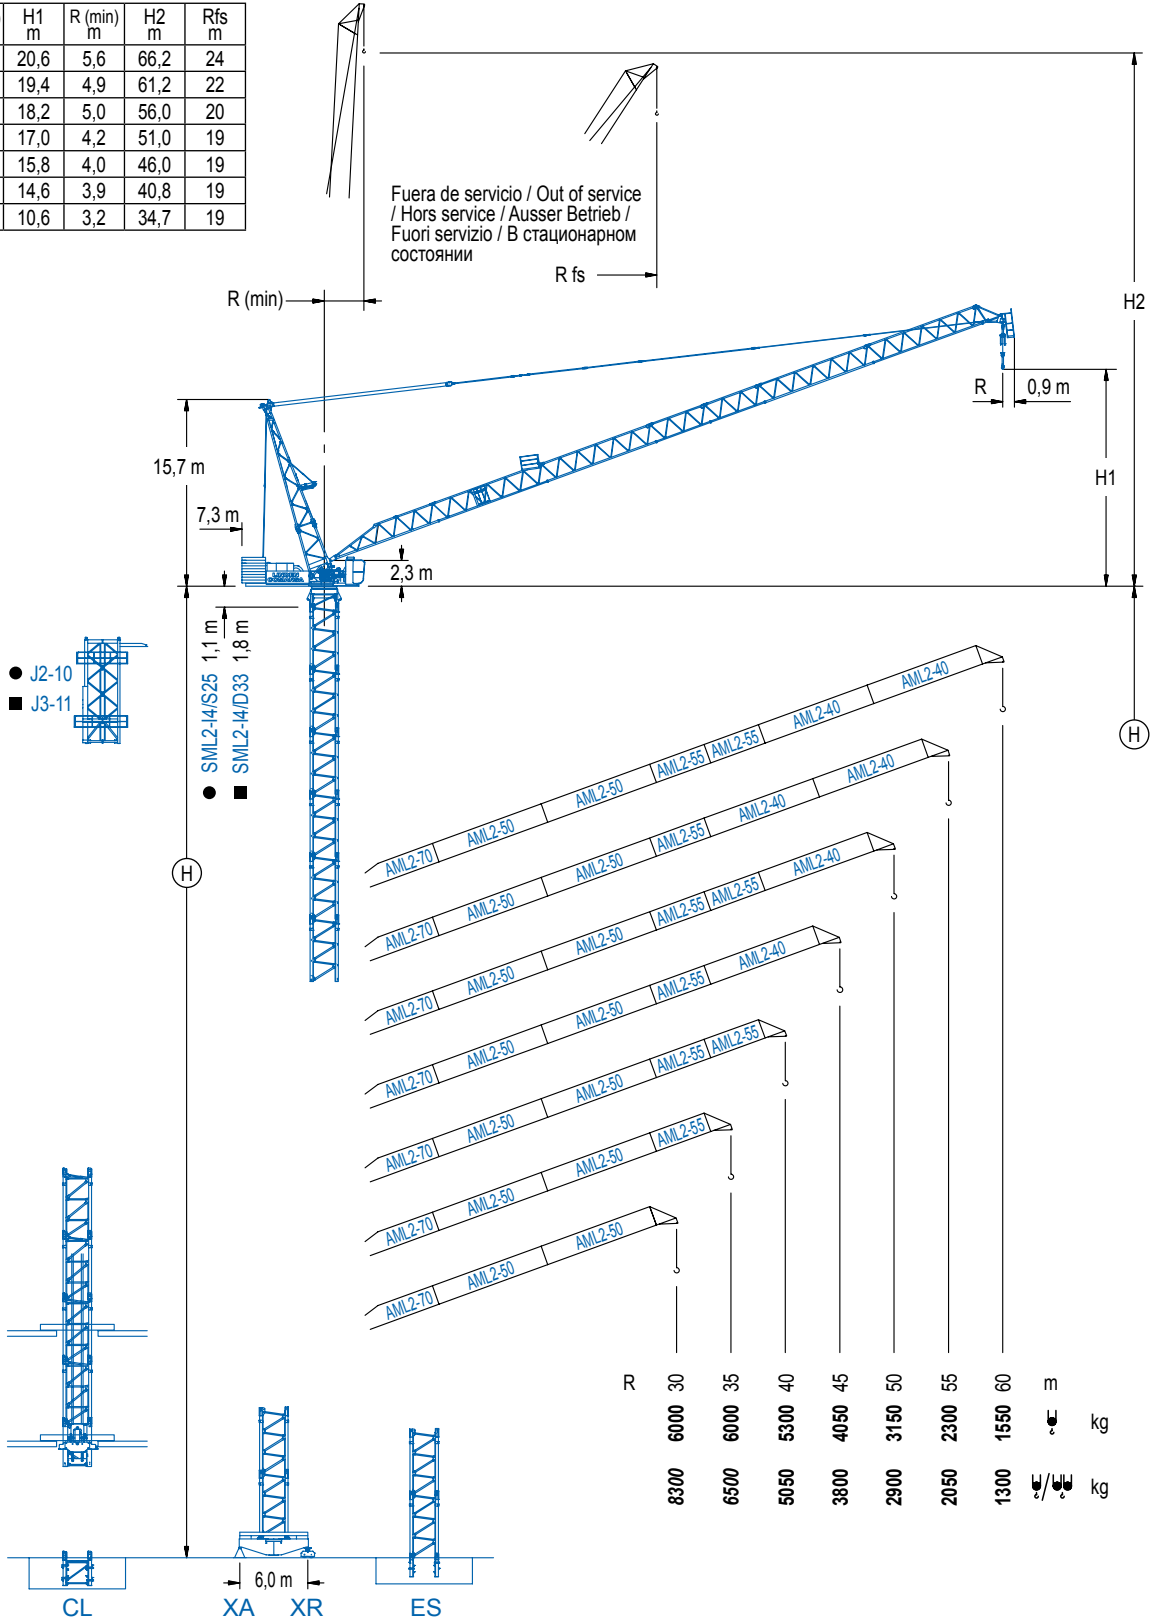 H1 R (min) H2 Rfs
m m m m
20,6 5,6 66,2 24
19,4 4,9 61,2 22
18,2 5,0 56,0 20
17,0 4,2 51,0 19
15,8 4,0 46,0 19
14,6 3,9 40,8 19
10,6 3,2 34,7 19
Fuera de servicio / Out of service
/ Hors service / Ausser Betrieb /
Fuori servizio / В стационарном
состоянии
R fs
R (min)
H2
R 0,9 m
15,7 m
H1
7,3 m
2,3 m
LINDEN
COMANSA
J2-10
J3-11
SML2-I4/S25 1,1 m
SML2-I4/D33 1,8 m
H
H
AML2-70 AML2-50 AML2-50 AML2-55 AML2-55 AML2-40 AML2-40
AML2-70 AML2-50 AML2-50 AML2-55 AML2-40 AML2-40
AML2-70 AML2-50 AML2-50 AML2-55 AML2-55 AML2-40
AML2-70 AML2-50 AML2-50 AML2-55 AML2-40
AML2-70 AML2-50 AML2-50 AML2-55 AML2-55
AML2-70 AML2-50 AML2-50 AML2-55
AML2-70 AML2-50 AML2-50
R 30 35 40 45 50 55 60 m
6000 6000 5300 4050 3150 2300 1550 kg
8300 6500 5050 3800 2900 2050 1300 / kg
6,0 m
CL XA XR ES